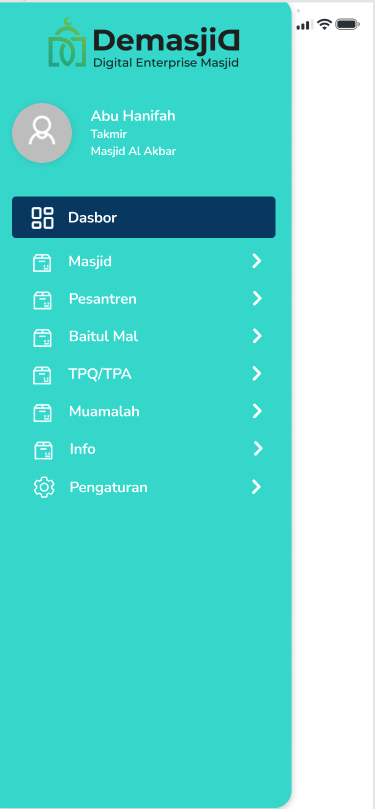 DemasjiD
Digital Enterprise Masjid
Abu Hanifah
Takmir
Masjid Al Akbar
Dasbor
Masjid
Pesantren
Baitul Mal
TPQ/TPA
Muamalah
Info
Pengaturan